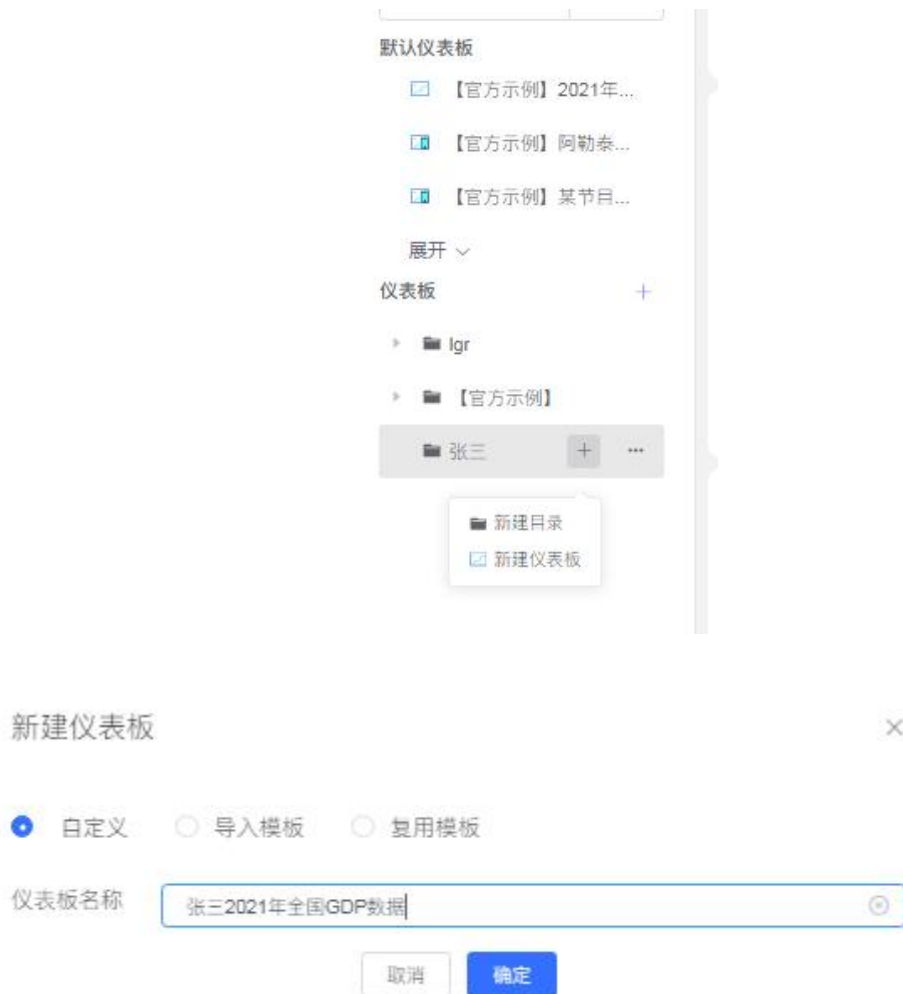 默认仪表板
【官方示例】2021年...
【官方示例】阿勒泰...
【官方示例】某节目...
展开
仪表板
lgr
【官方示例】
张三
新建目录
新建仪表板
新建仪表板
自定义 导入模板 复用模板
仪表板名称 张三2021年全国GDP数据
取消 确定